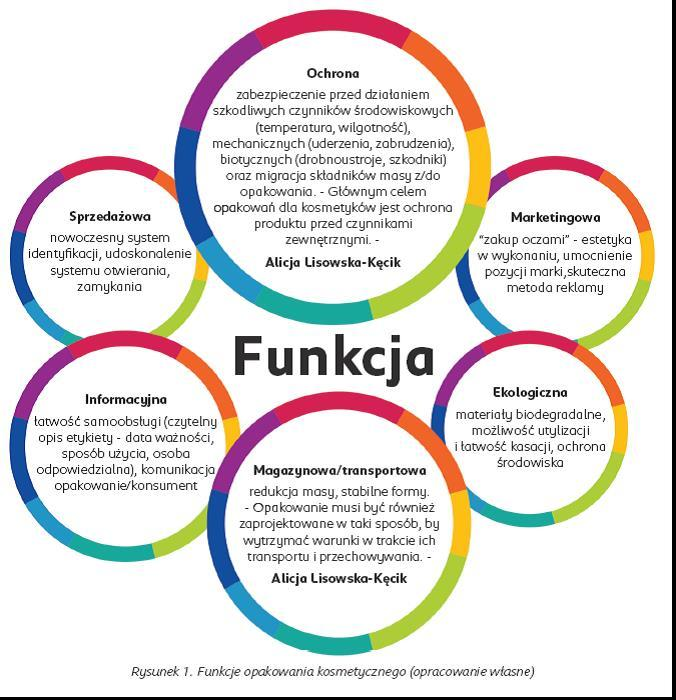 Ochrona
zabezpieczenie przed działaniem
szkodliwych czynników środowiskowych
(temperatura, wilgotność),
mechanicznych (uderzenia, zabrudzenia),
biotycznych (drobnoustroje, szkodniki)
oraz migracja składników masy z/do
opakowania. - Głównym celem
opakowań dla kosmetyków jest ochrona
produktu przed czynnikami
zewnętrznymi. -
Alicja Lisowska-Kęcik
Sprzedażowa
nowoczesny system
identyfikacji, udoskonalenie
systemu otwierania,
zamykania
Marketingowa
"zakup oczami" - estetyka
w wykonaniu, umocnienie
pozycji marki,skuteczna
metoda reklamy
Funkcja
Informacyjna
łatwość samoobsługi (czytelny
opis etykiety - data ważności,
sposób użycia, osoba
odpowiedzialna), komunikacja
opakowanie/konsument
Ekologiczna
materiały biodegradalne,
możliwość utylizacji
i łatwość kasacji, ochrona
środowiska
Magazynowa/transportowa
redukcja masy, stabilne formy.
- Opakowanie musi być również
zaprojektowane w taki sposób, by
wytrzymać warunki w trakcie ich
transportu i przechowywania. -
Alicja Lisowska-Kęcik
Rysunek 1. Funkcje opakowania kosmetycznego (opracowanie własne)